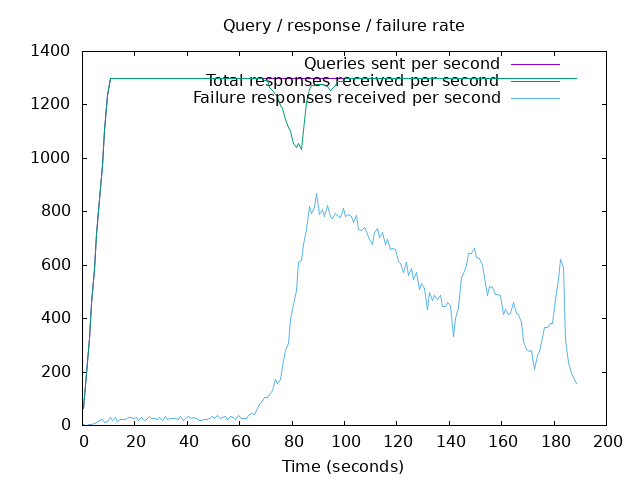 Query / response / failure rate
1400
1200
1000
800
600
400
200
0
Queries sent per second
Total responses received per second
Failure responses received per second
0 20 40 60 80 100 120 140 160 180 200
Time (seconds)